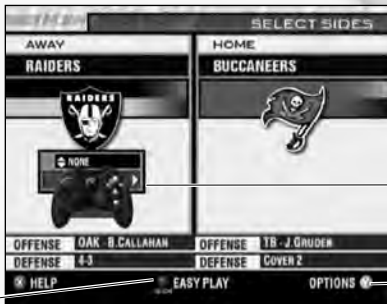 SELECT SIDES
AWAY HOME
RAIDERS BUCCANEERS
RAIDERS
NONE
OFFENSE OAK - B.CALLAHAN OFFENSE TB - J.GRUDEN
DEFENSE 4-3 DEFENSE COVER 2
X HELP EASY PLAY OPTIONS Y